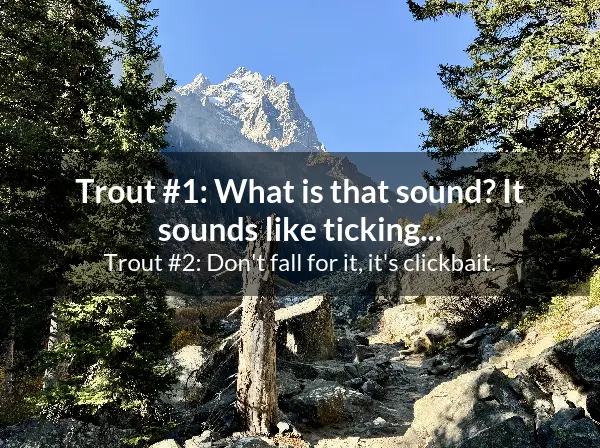 Trout #1: What is that sound? It
sounds like ticking...
Trout #2: Don't fall for it, it's clickbait.